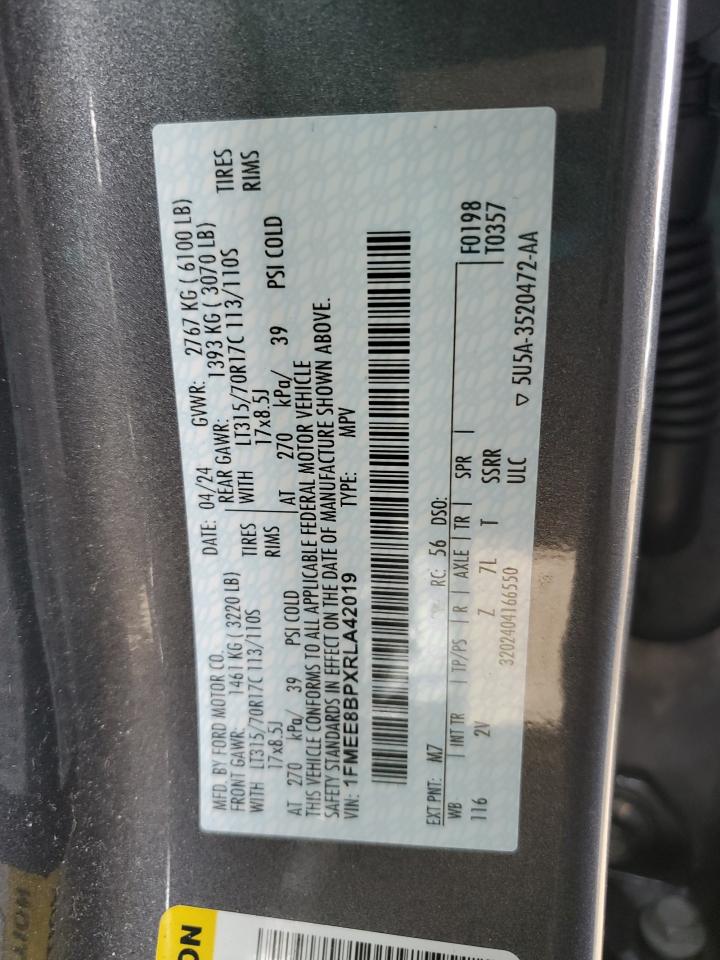 MFD. BY FORD MOTOR CO.
DATE: 04/24 GVWR: 2767 KG ( 6100 LB)
FRONT GAWR: 1461 KG ( 3220 LB) REAR GAWR: 1393 KG ( 3070 LB)
WITH LT315/70R17C 113/110S TIRES WITH LT315/70R17C 113/110S TIRES
17x8.5J RIMS 17x8.5J RIMS
AT 270 kPa/ 39 PSI COLD AT 270 kPa/ 39 PSI COLD
THIS VEHICLE CONFORMS TO ALL APPLICABLE FEDERAL MOTOR VEHICLE
SAFETY STANDARDS IN EFFECT ON THE DATE OF MANUFACTURE SHOWN ABOVE.
VIN: 1FMEE8BPXRLA42019 TYPE: MPV
EXT PNT: M7 RC: 56 DSO: F0198
WB INT TR TP/PS R AXLE TR SPR T0357
116 2V Z 7L T SSRR
3202404166550 ULC
▽ 5U5A-3520472-AA
ON